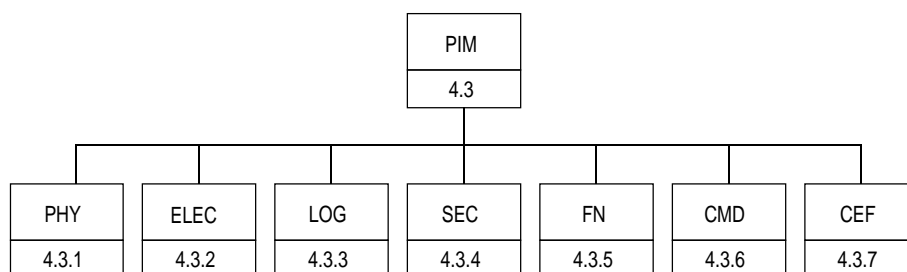 PIM
4.3
PHY ELEC LOG SEC FN CMD CEF
4.3.1 4.3.2 4.3.3 4.3.4 4.3.5 4.3.6 4.3.7